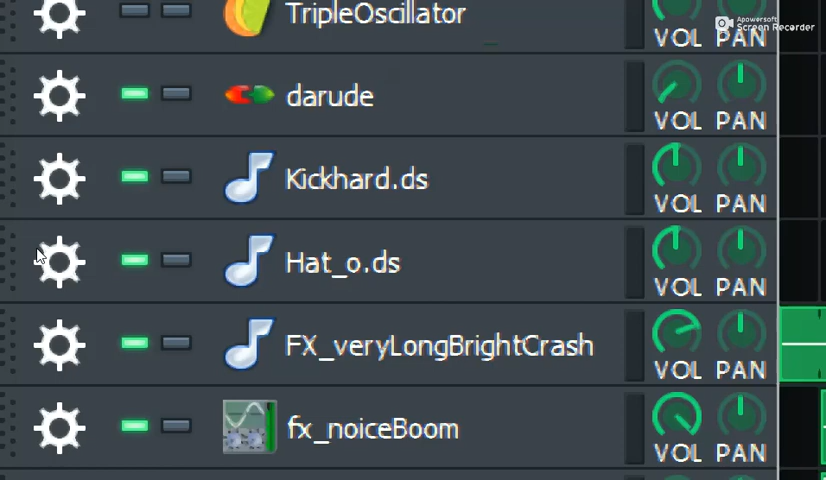 Apowersoft
Screen Recorder
TripleOscillator
VOL PAN
darude
VOL PAN
Kickhard.ds
VOL PAN
Hat_o.ds
VOL PAN
FX_veryLongBrightCrash
VOL PAN
fx_noiseBoom
VOL PAN